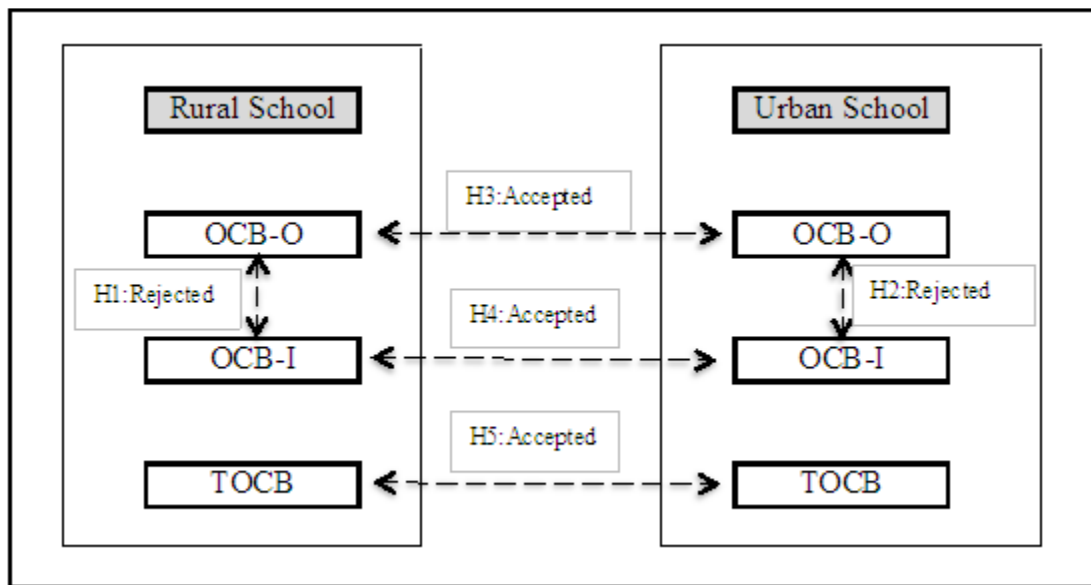 Rural School
Urban School
H3:Accepted
OCB-O
OCB-O
H1:Rejected
H2:Rejected
H4:Accepted
OCB-I
OCB-I
H5:Accepted
TOCB
TOCB